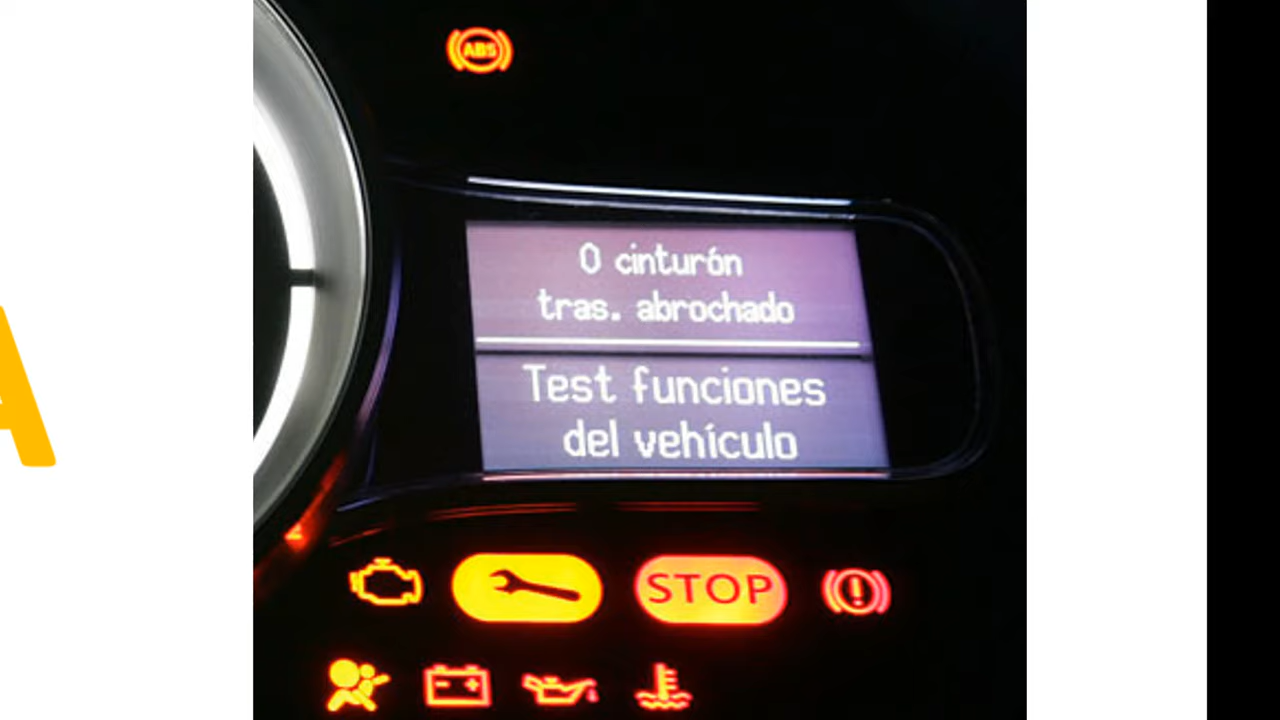 A
ABS
0 cinturón
tras. abrochado
Test funciones
del vehículo
STOP